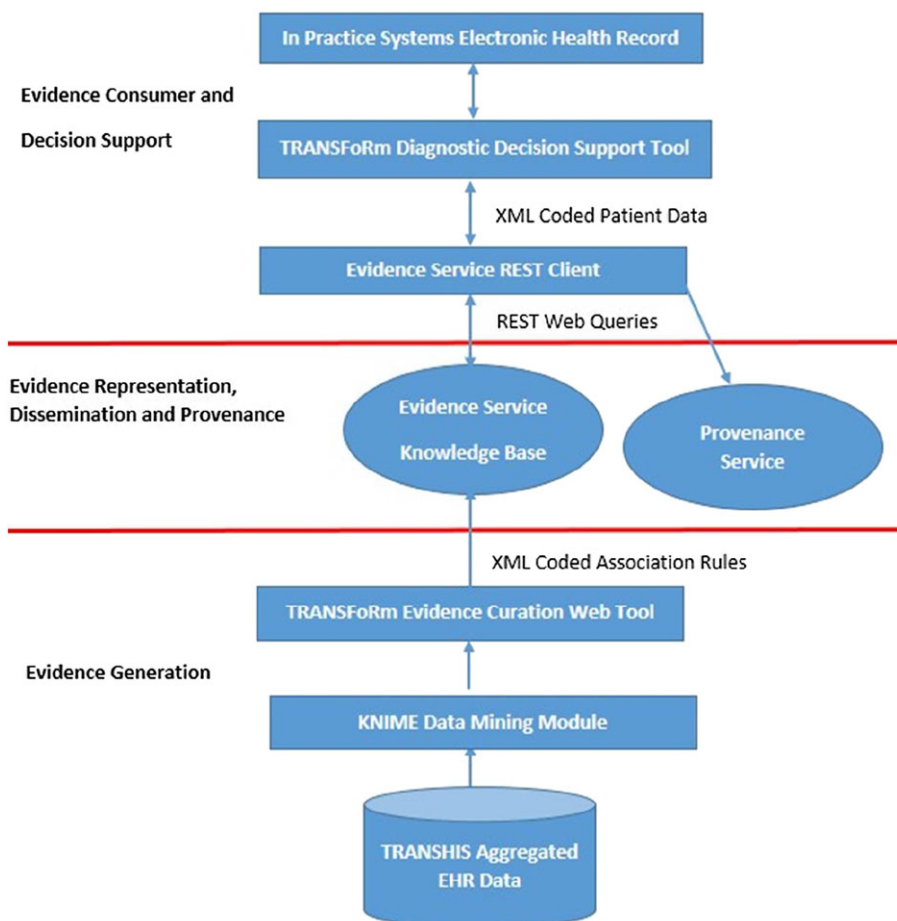 In Practice Systems Electronic Health Record
Evidence Consumer and
Decision Support
TRANSFoRm Diagnostic Decision Support Tool
XML Coded Patient Data
Evidence Service REST Client
REST Web Queries
Evidence Representation,
Dissemination and Provenance
Evidence Service
Knowledge Base
Provenance
Service
XML Coded Association Rules
TRANSFoRm Evidence Curation Web Tool
Evidence Generation
KNIME Data Mining Module
TRANSHIS Aggregated
EHR Data